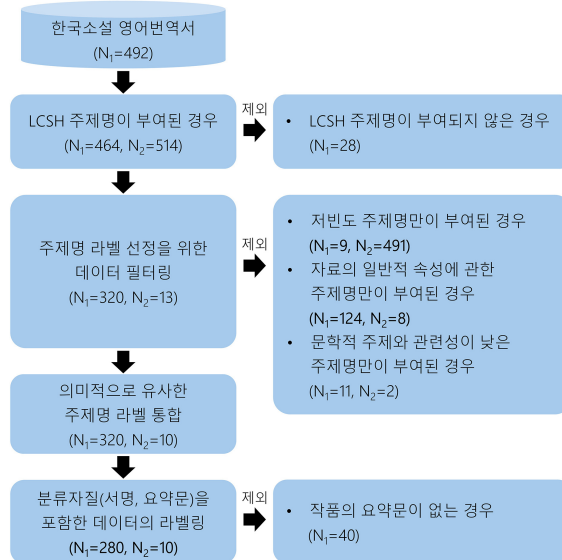 한국소설 영어번역서
(N₁=492)
LCSH 주제명이 부여된 경우
(N₁=464, N₂=514)
제외
• LCSH 주제명이 부여되지 않은 경우
(N₁=28)
주제명 라벨 선정을 위한
데이터 필터링
(N₁=320, N₂=13)
제외
• 저빈도 주제명만이 부여된 경우
(N₁=9, N₂=491)
• 자료의 일반적 속성에 관한
주제명만이 부여된 경우
(N₁=124, N₂=8)
• 문학적 주제와 관련성이 낮은
주제명만이 부여된 경우
(N₁=11, N₂=2)
의미적으로 유사한
주제명 라벨 통합
(N₁=320, N₂=10)
분류자질(서명, 요약문)을
포함한 데이터의 라벨링
(N₁=280, N₂=10)
제외
• 작품의 요약문이 없는 경우
(N₁=40)